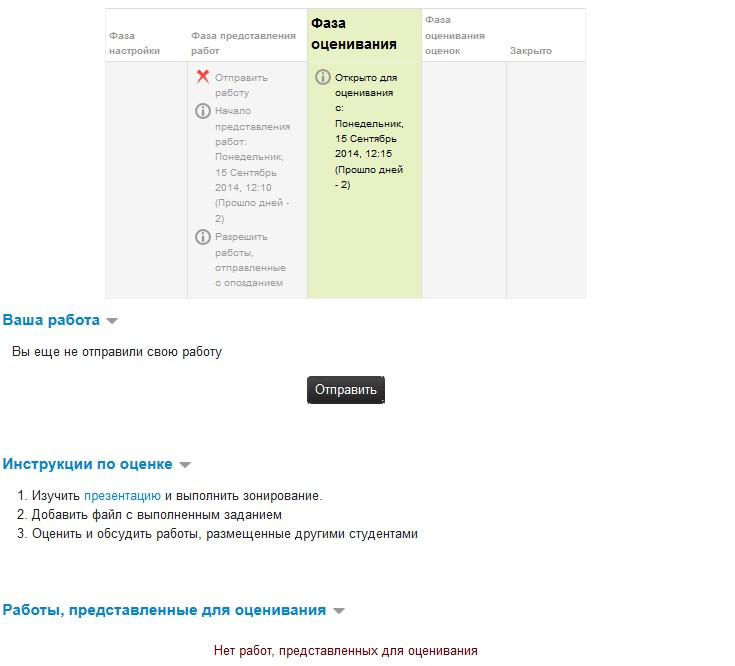 Фаза
настройки
Фаза представления
работ
Фаза
оценивания
Фаза
оценивания
оценок
Закрыто
Отправить
работу
Начало
представления
работ:
Понедельник,
15 Сентябрь
2014, 12:10
(Прошло дней -
2)
Разрешить
работы,
отправленные
с опозданием
Открыто для
оценивания
с:
Понедельник,
15 Сентябрь
2014, 12:15
(Прошло дней
- 2)
Ваша работа
Вы еще не отправили свою работу
Отправить
Инструкции по оценке
1. Изучить презентацию и выполнить зонирование.
2. Добавить файл с выполненным заданием
3. Оценить и обсудить работы, размещенные другими студентами
Работы, представленные для оценивания
Нет работ, представленных для оценивания